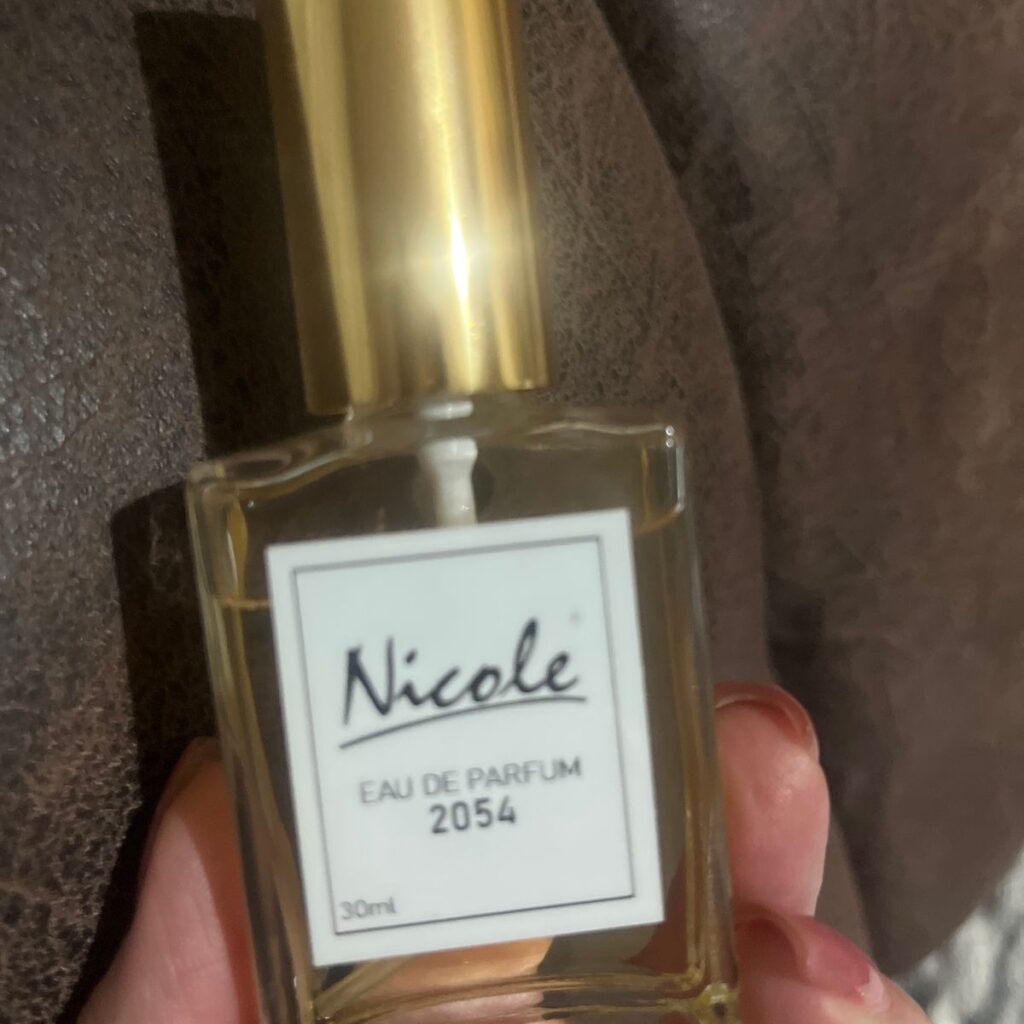 Nicole
EAU DE PARFUM
2054
30ml